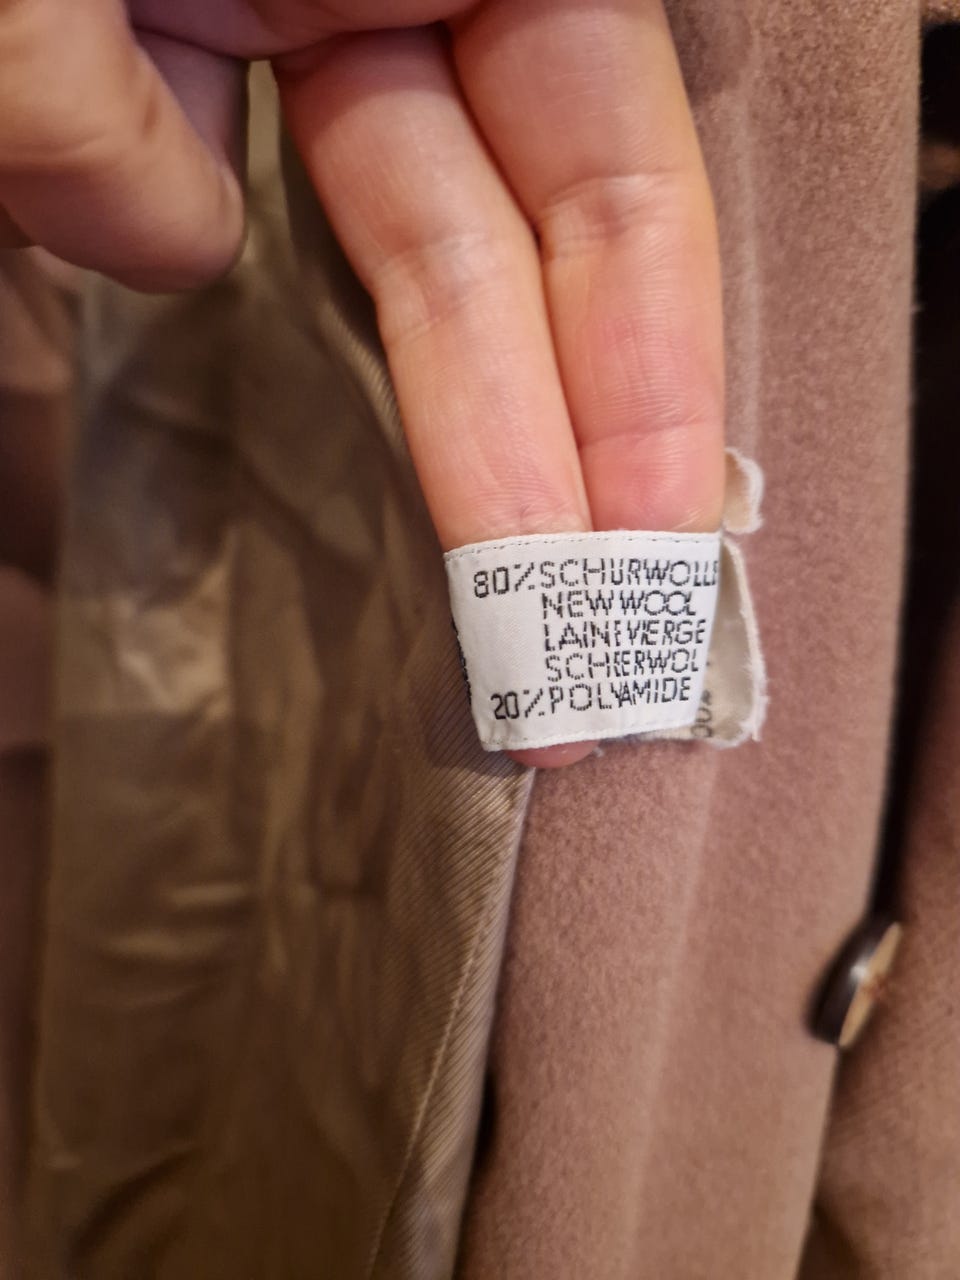 80% SCHURWOLLE
NEW WOOL
LAINE VIERGE
SCHEERWOL
20% POLYAMIDE